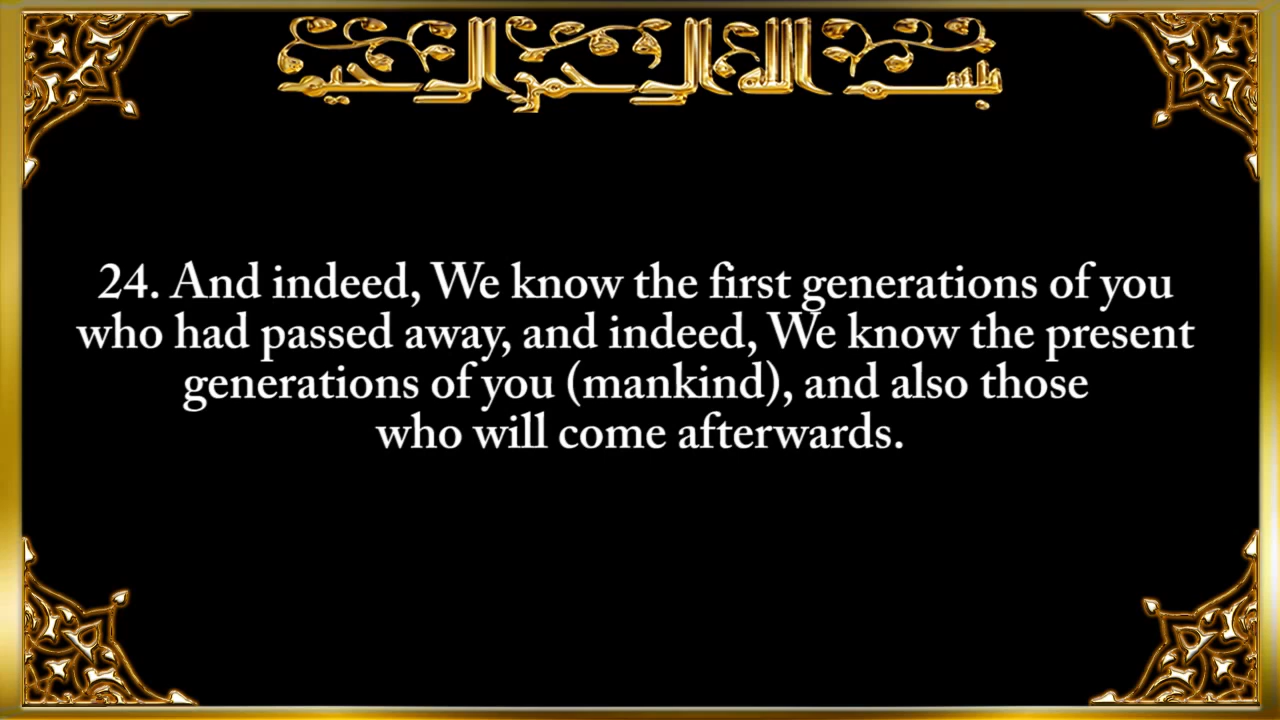 بسم الله الرحمن الرحيم
24. And indeed, We know the first generations of you
who had passed away, and indeed, We know the present
generations of you (mankind), and also those
who will come afterwards.